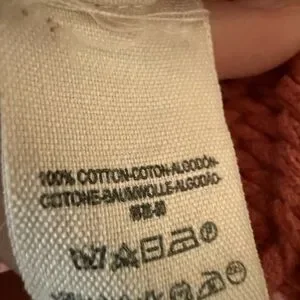 100% COTTON-COTON-ALGODÓN-
COTONE-BAUMWOLLE-ALGODÃO-